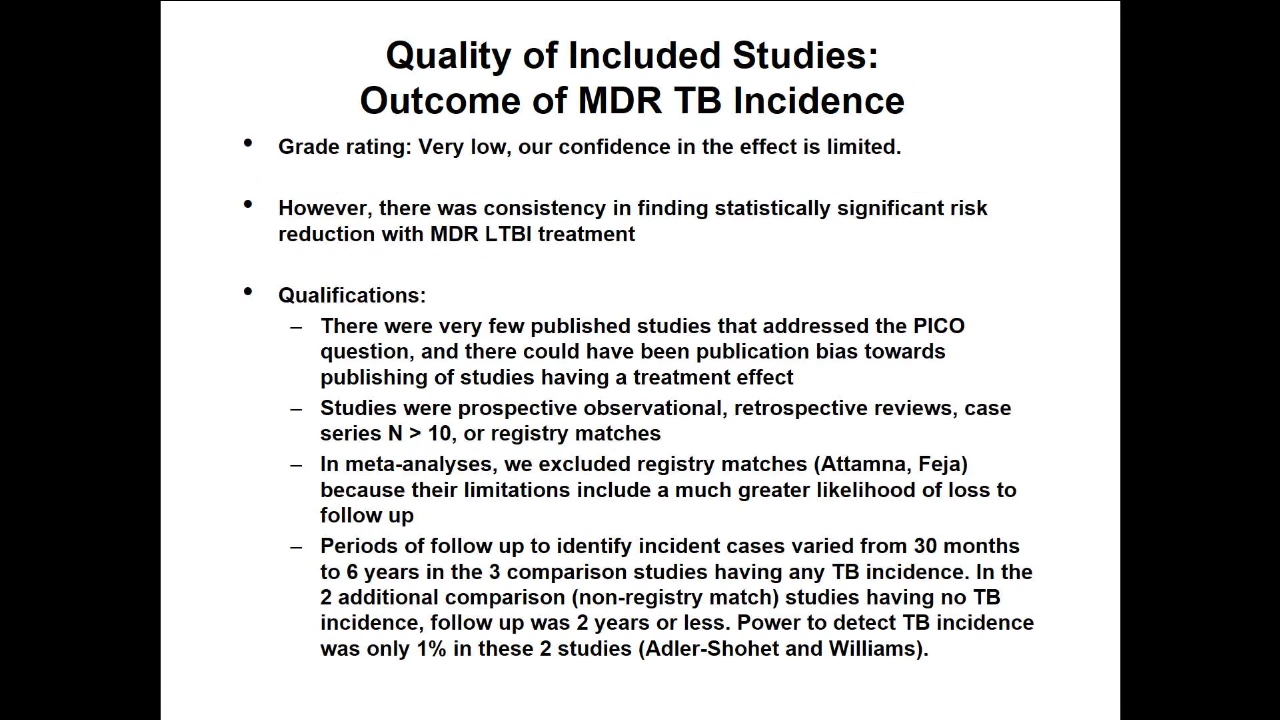 Quality of Included Studies:
Outcome of MDR TB Incidence
• Grade rating: Very low, our confidence in the effect is limited.
• However, there was consistency in finding statistically significant risk
reduction with MDR LTBI treatment
• Qualifications:
– There were very few published studies that addressed the PICO
question, and there could have been publication bias towards
publishing of studies having a treatment effect
– Studies were prospective observational, retrospective reviews, case
series N > 10, or registry matches
– In meta-analyses, we excluded registry matches (Attamna, Feja)
because their limitations include a much greater likelihood of loss to
follow up
– Periods of follow up to identify incident cases varied from 30 months
to 6 years in the 3 comparison studies having any TB incidence. In the
2 additional comparison (non-registry match) studies having no TB
incidence, follow up was 2 years or less. Power to detect TB incidence
was only 1% in these 2 studies (Adler-Shohet and Williams).